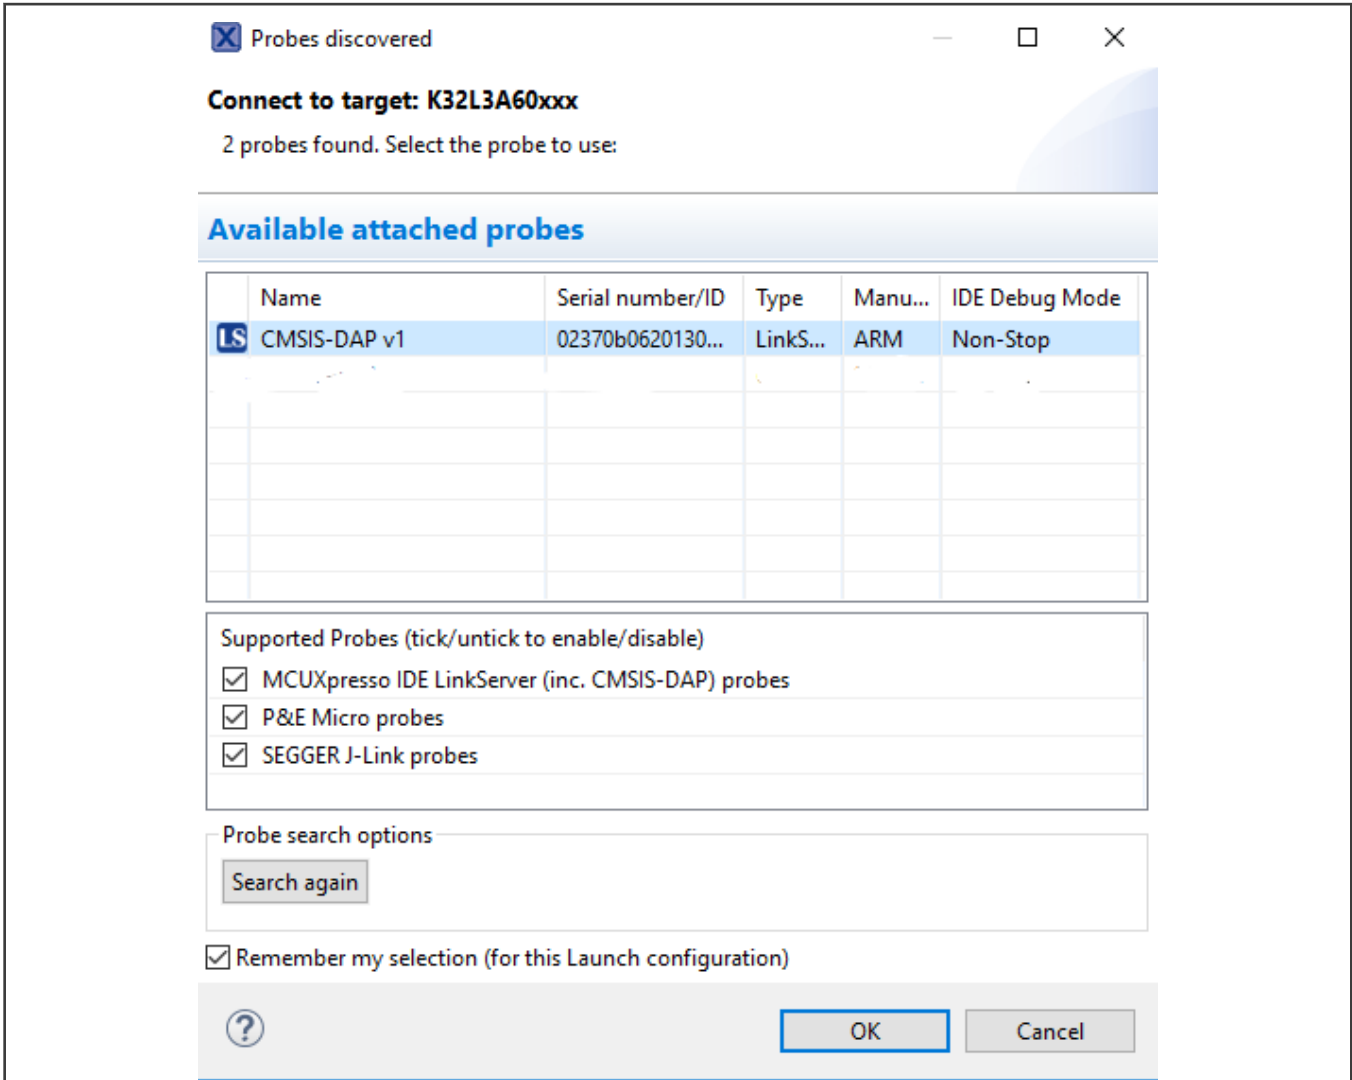 Probes discovered
Connect to target: K32L3A60xxx
2 probes found. Select the probe to use:
Available attached probes
Name Serial number/ID Type Manu... IDE Debug Mode
LS CMSIS-DAP v1 02370b0620130... LinkS... ARM Non-Stop
Supported Probes (tick/untick to enable/disable)
MCUXpresso IDE LinkServer (inc. CMSIS-DAP) probes
P&E Micro probes
SEGGER J-Link probes
Probe search options
Search again
Remember my selection (for this Launch configuration)
? OK Cancel